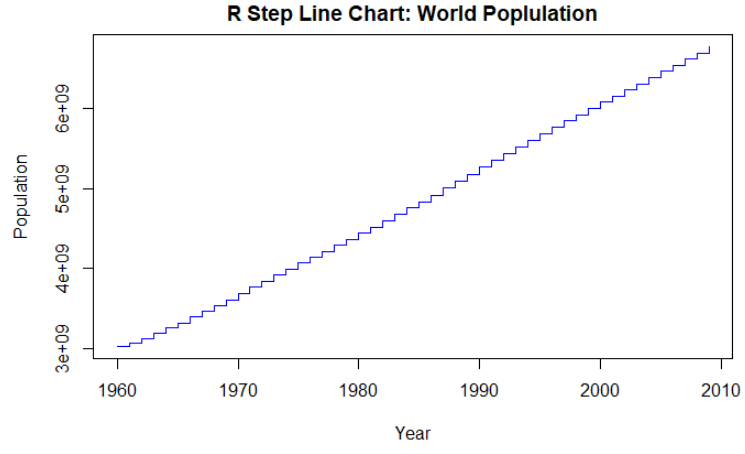 R Step Line Chart: World Poplulation
Population
6e+09
5e+09
4e+09
3e+09
1960 1970 1980 1990 2000 2010
Year